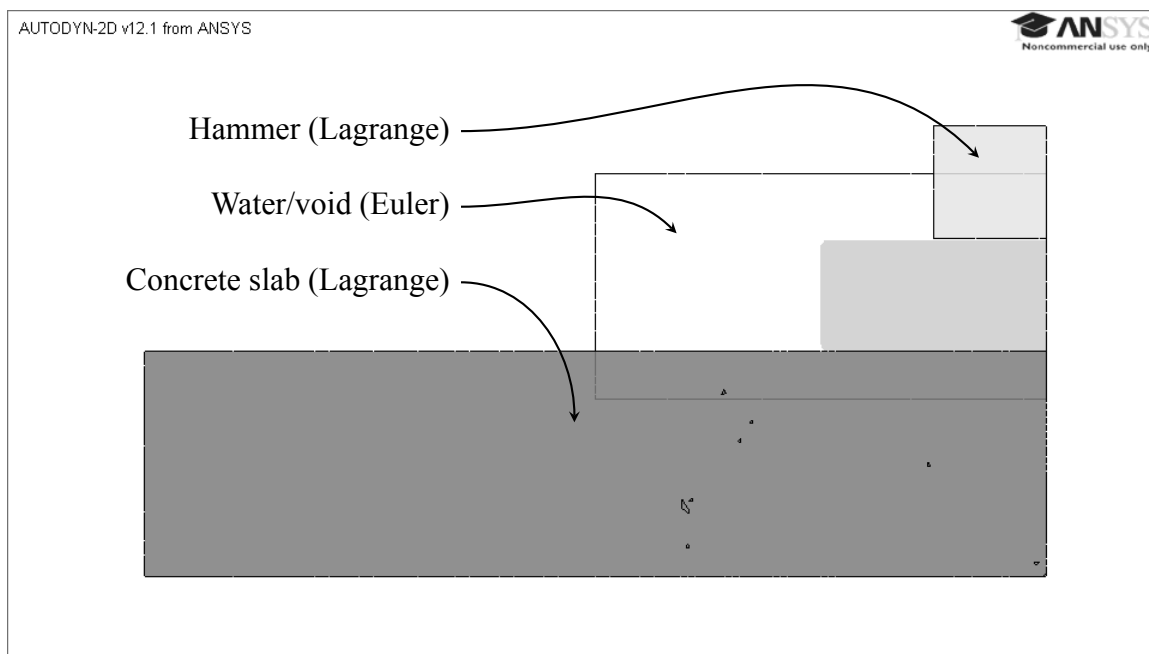 AUTODYN-2D v12.1 from ANSYS
ANSYS
Noncommercial use only
Hammer (Lagrange)
Water/void (Euler)
Concrete slab (Lagrange)